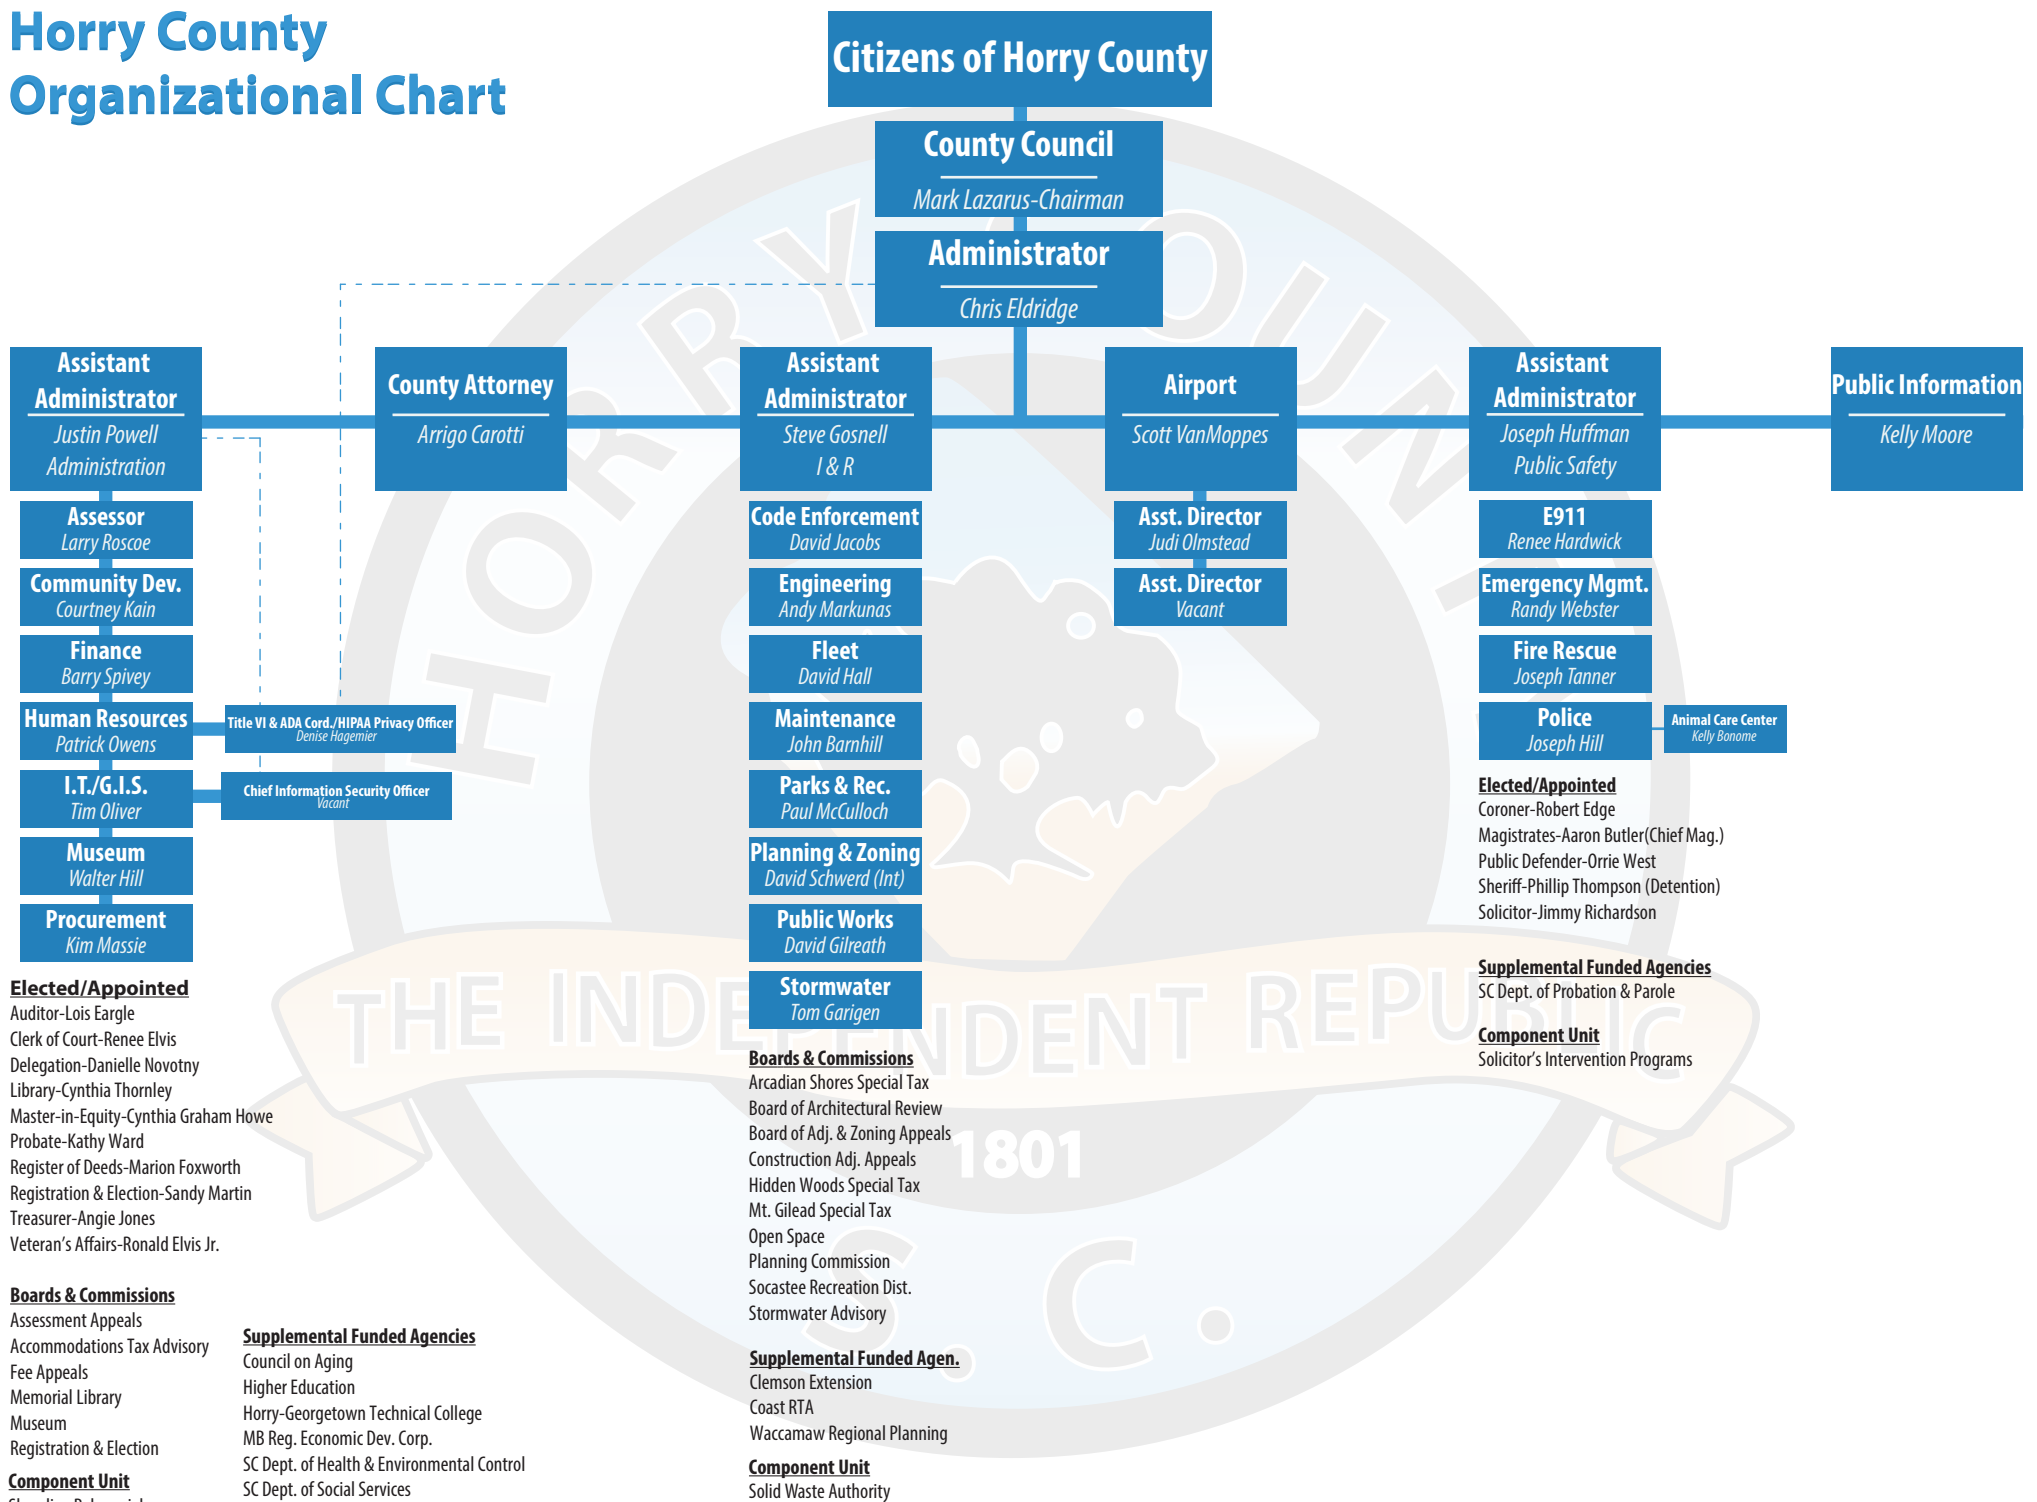 Horry County
Organizational Chart
Citizens of Horry County
County Council
Mark Lazarus-Chairman
Administrator
Chris Eldridge
Assistant
Administrator
Justin Powell
Administration
County Attorney
Arrigo Carotti
Assistant
Administrator
Steve Gosnell
I & R
Airport
Scott VanMoppes
Assistant
Administrator
Joseph Huffman
Public Safety
Public Information
Kelly Moore
Assessor
Larry Roscoe
Community Dev.
Courtney Kain
Finance
Barry Spivey
Human Resources
Patrick Owens
Title VI & ADA Cord./HIPAA Privacy Officer
Denise Hagemier
I.T./G.I.S.
Tim Oliver
Chief Information Security Officer
Vacant
Museum
Walter Hill
Procurement
Kim Massie
Elected/Appointed
Auditor-Lois Eargle
Clerk of Court-Renee Elvis
Delegation-Danielle Novotny
Library-Cynthia Thornley
Master-in-Equity-Cynthia Graham Howe
Probate-Kathy Ward
Register of Deeds-Marion Foxworth
Registration & Election-Sandy Martin
Treasurer-Angie Jones
Veteran's Affairs-Ronald Elvis Jr.
Boards & Commissions
Assessment Appeals
Accommodations Tax Advisory
Fee Appeals
Memorial Library
Museum
Registration & Election
Component Unit
Supplemental Funded Agencies
Council on Aging
Higher Education
Horry-Georgetown Technical College
MB Reg. Economic Dev. Corp.
SC Dept. of Health & Environmental Control
SC Dept. of Social Services
Code Enforcement
David Jacobs
Engineering
Andy Markunas
Fleet
David Hall
Maintenance
John Barnhill
Parks & Rec.
Paul McCulloch
Planning & Zoning
David Schwerd (Int)
Public Works
David Gilreath
Stormwater
Tom Garigen
Boards & Commissions
Arcadian Shores Special Tax
Board of Architectural Review
Board of Adj. & Zoning Appeals
Construction Adj. Appeals
Hidden Woods Special Tax
Mt. Gilead Special Tax
Open Space
Planning Commission
Socastee Recreation Dist.
Stormwater Advisory
Supplemental Funded Agen.
Clemson Extension
Coast RTA
Waccamaw Regional Planning
Component Unit
Solid Waste Authority
Asst. Director
Judi Olmstead
Asst. Director
Vacant
E911
Renee Hardwick
Emergency Mgmt.
Randy Webster
Fire Rescue
Joseph Tanner
Police
Joseph Hill
Animal Care Center
Kelly Bonome
Elected/Appointed
Coroner-Robert Edge
Magistrates-Aaron Butler(Chief Mag.)
Public Defender-Orrie West
Sheriff-Phillip Thompson (Detention)
Solicitor-Jimmy Richardson
Supplemental Funded Agencies
SC Dept. of Probation & Parole
Component Unit
Solicitor's Intervention Programs
HORRY COUNTY
THE INDEPENDENT REPUBLIC
1801
S. C.